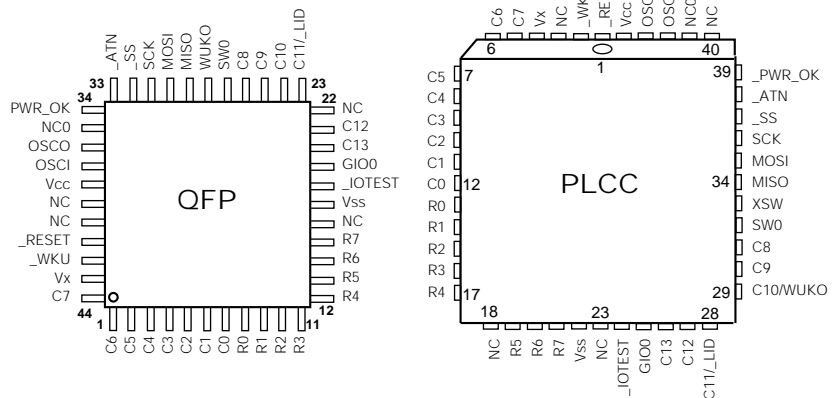 _ATN
_SS
SCK
MOSI
MISO
WUKO
SW0
C8
C9
C10
C11/_LID
33
23
34
22
PWR_OK
NC0
OSCO
OSCI
Vcc
NC
NC
_RESET
_WKU
Vx
C7
QFP
NC
C12
C13
GIO0
_IOTEST
Vss
NC
R7
R6
R5
R4
44
12
1
11
C6
C5
C4
C3
C2
C1
C0
R0
R1
R2
R3
C6
C7
Vx
NC
_WK
_RE
Vcc
OSC
OSC
NC0
NC
6
1
40
7
39
C5
C4
C3
C2
C1
C0
R0
R1
R2
R3
R4
12
PLCC
34
_PWR_OK
_ATN
_SS
SCK
MOSI
MISO
XSW
SW0
C8
C9
C10/WUKO
17
29
18
23
28
NC
R5
R6
R7
Vss
NC
_IOTEST
GIO0
C13
C12
C11/_LID